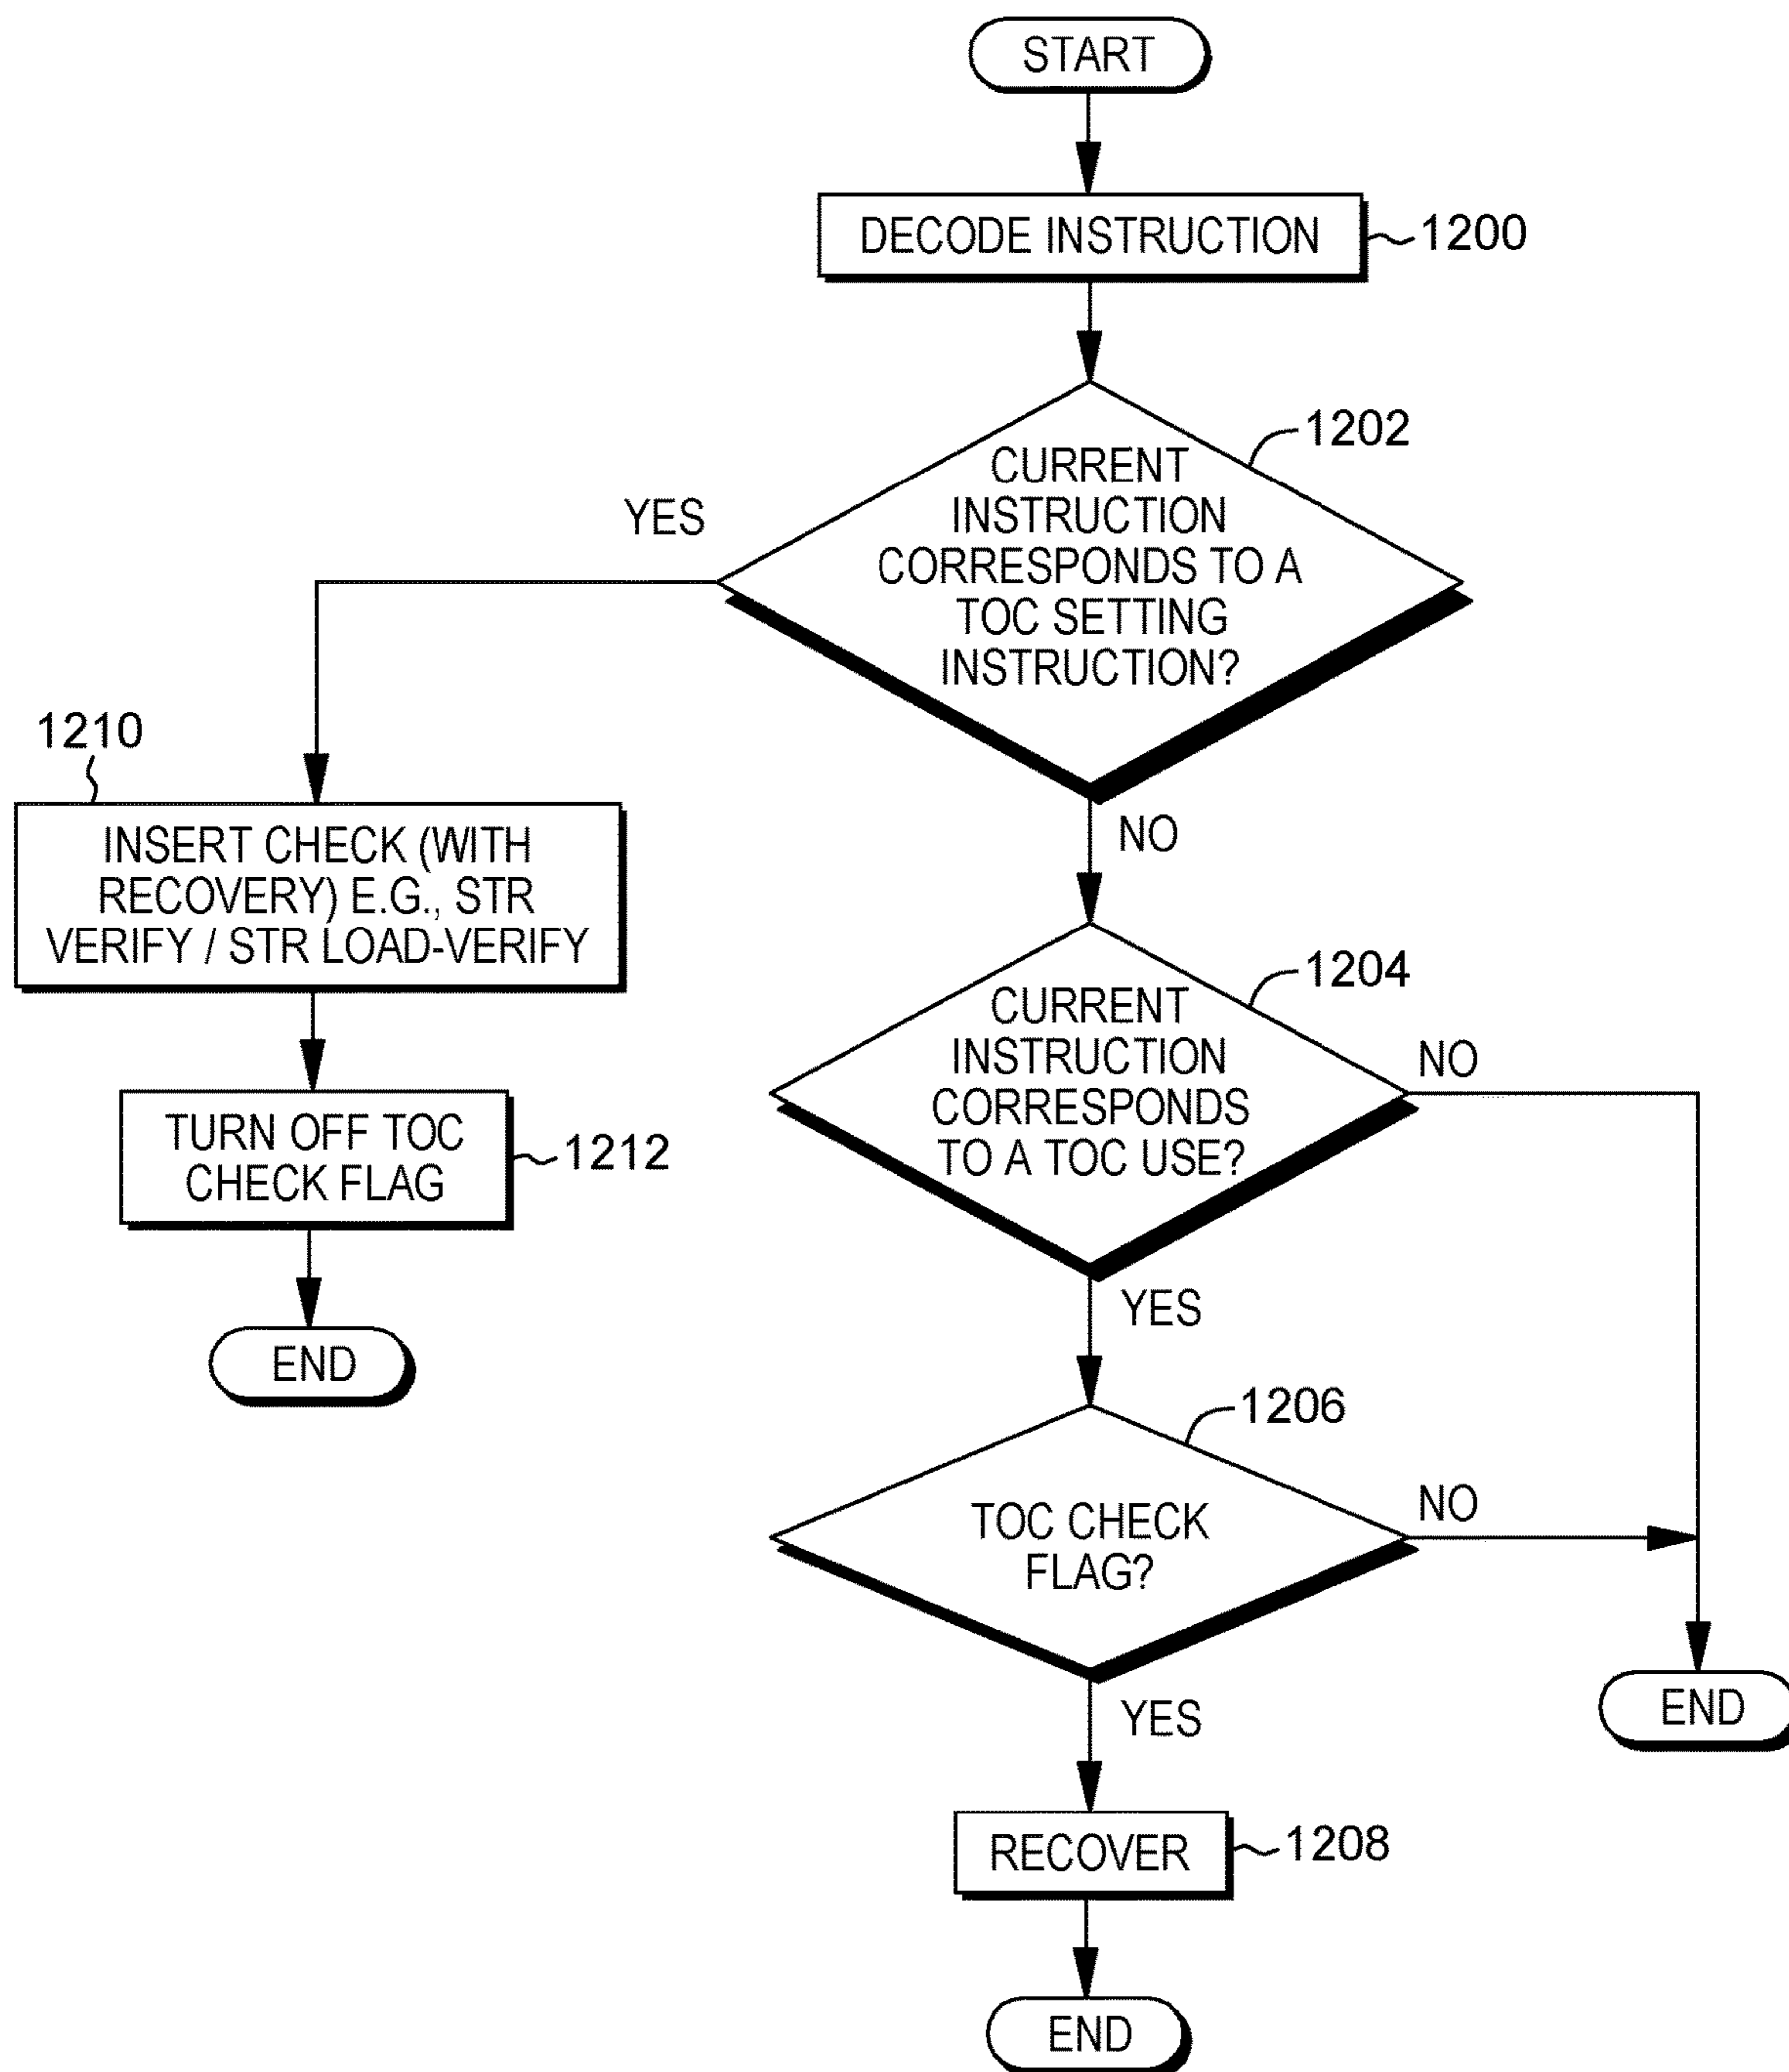 START
DECODE INSTRUCTION
1200
1202
CURRENT
INSTRUCTION
CORRESPONDS TO A
TOC SETTING
INSTRUCTION?
YES
NO
1210
INSERT CHECK (WITH
RECOVERY) E.G., STR
VERIFY / STR LOAD-VERIFY
TURN OFF TOC
CHECK FLAG
1212
END
1204
CURRENT
INSTRUCTION
CORRESPONDS
TO A TOC USE?
NO
YES
1206
TOC CHECK
FLAG?
NO
YES
END
RECOVER
1208
END